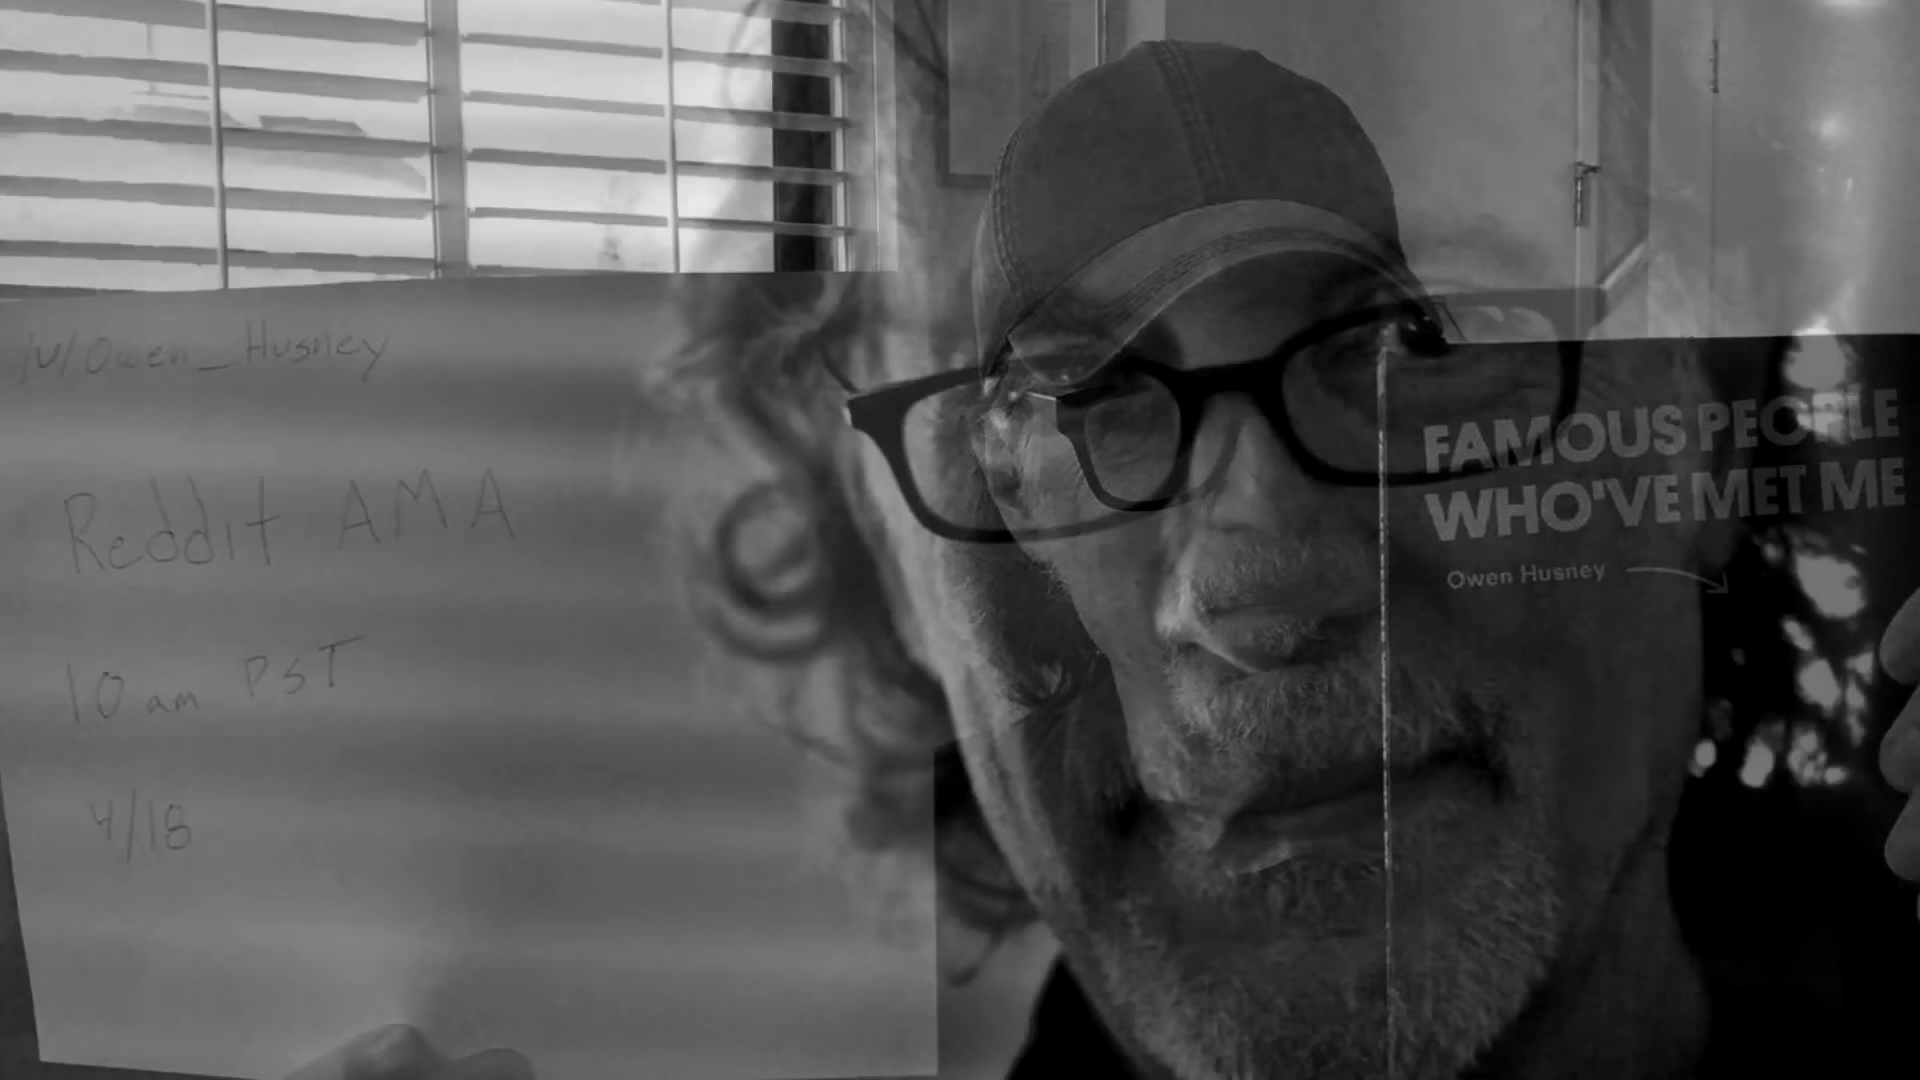 /u/Owen_Husney
Reddit AMA
10 am PST
4/18
FAMOUS PEOPLE
WHO'VE MET ME
Owen Husney